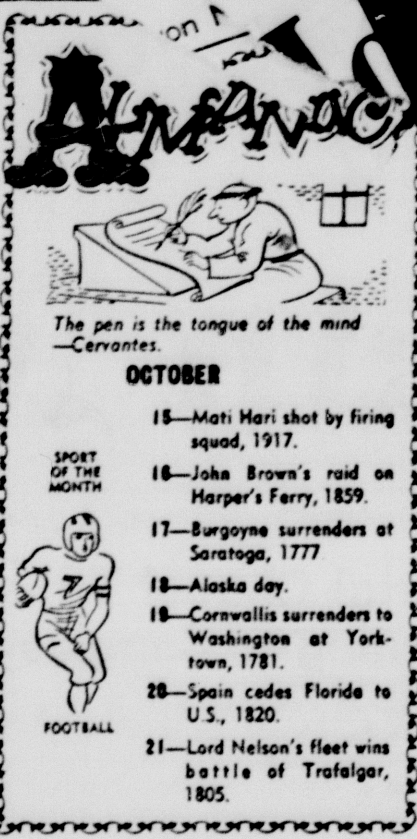 on
ALMANAC
The pen is the tongue of the mind
—Cervantes.
OCTOBER
15—Mati Hari shot by firing
squad, 1917.
16—John Brown's raid on
Harper's Ferry, 1859.
17—Burgoyne surrenders at
Saratoga, 1777
18—Alaska day.
19—Cornwallis surrenders to
Washington at York-
town, 1781.
20—Spain cedes Florida to
U.S., 1820.
21—Lord Nelson's fleet wins
battle of Trafalgar,
1805.
SPORT
OF THE
MONTH
7
FOOTBALL